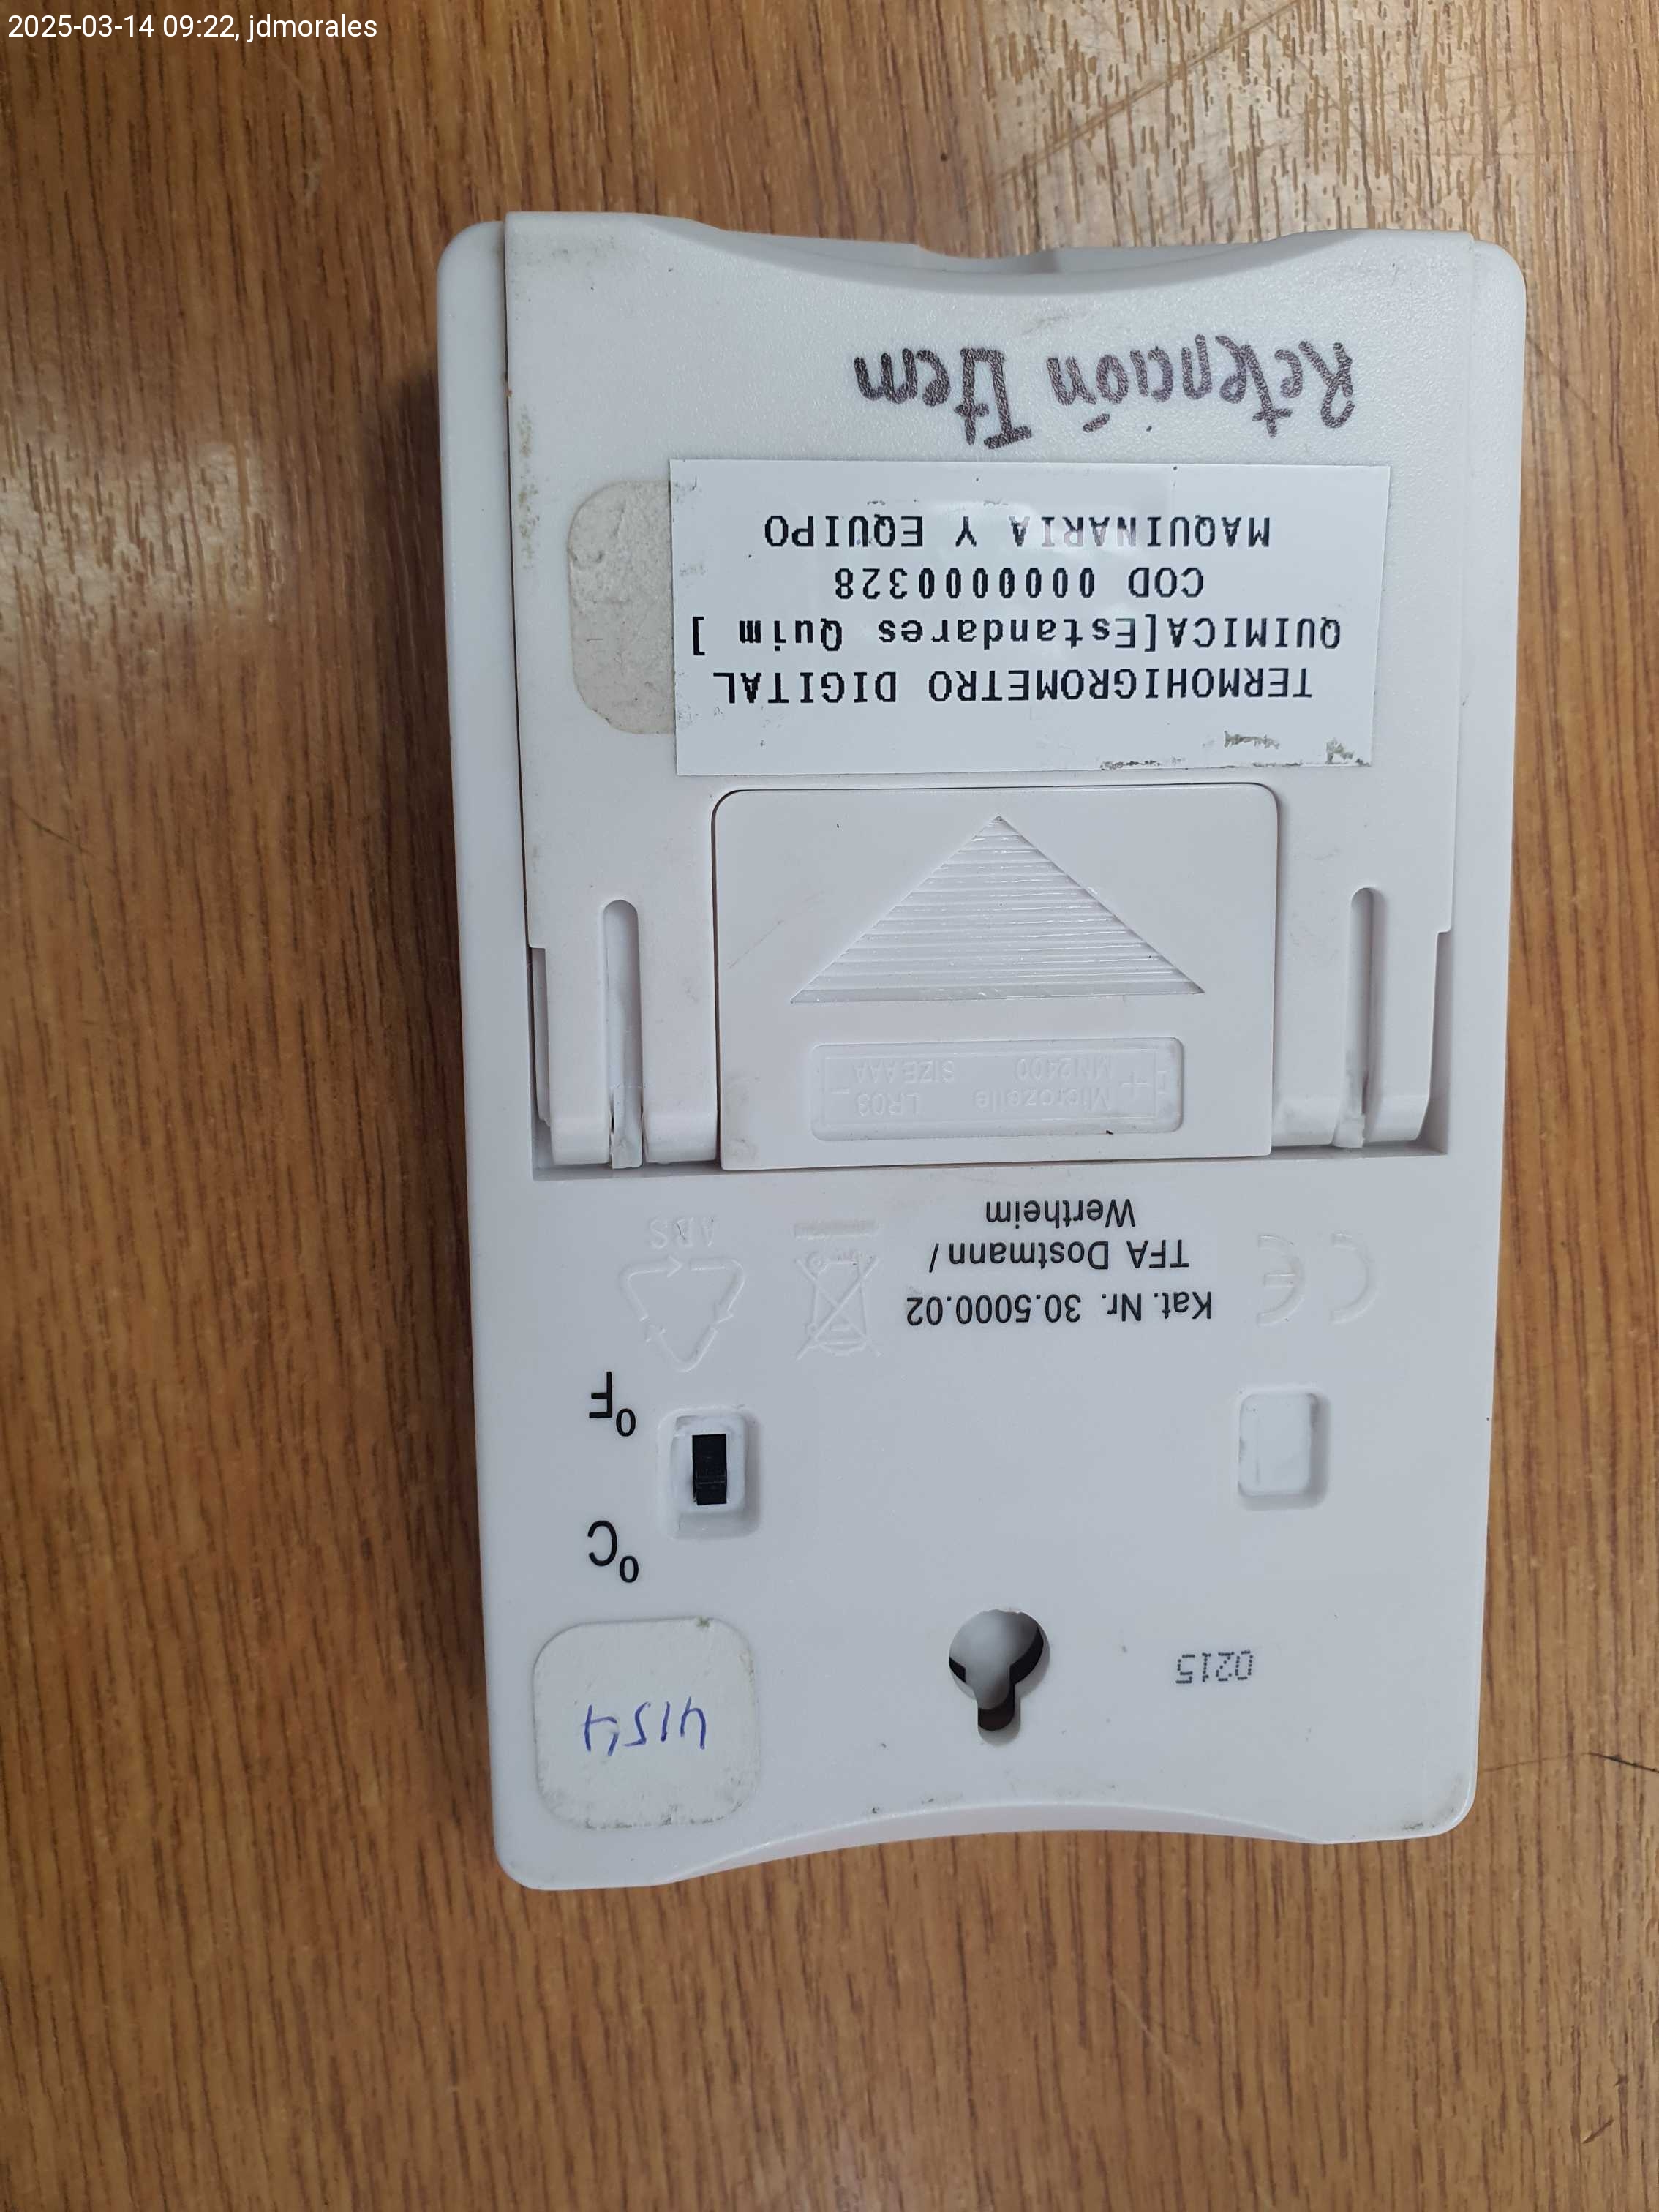 2025-03-14 09:22, jdmorales
4154
0215
°C
°F
Kat. Nr. 30.5000.02
TFA Dostmann /
Wertheim
CE
ABS
Microzelle LR03
MN2400 SIZE AAA
+ -
TERMOHIGROMETRO DIGITAL
QUIMICA[Estandares Quim ]
COD 0000000328
MAQUINARIA Y EQUIPO
Retención Item